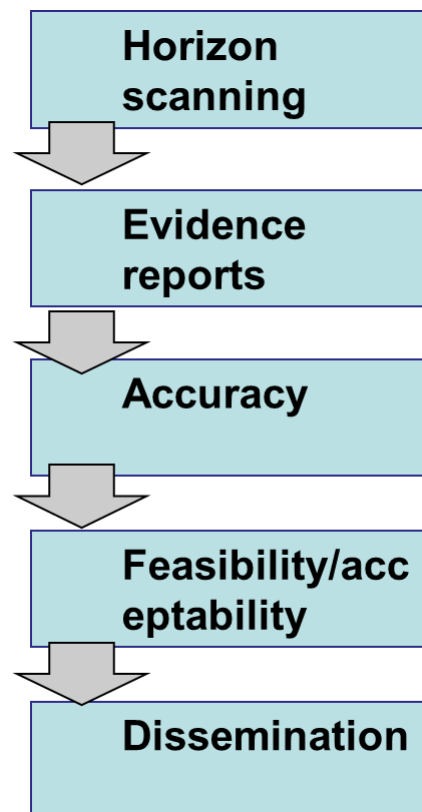 Horizon
scanning
Evidence
reports
Accuracy
Feasibility/acc
eptability
Dissemination